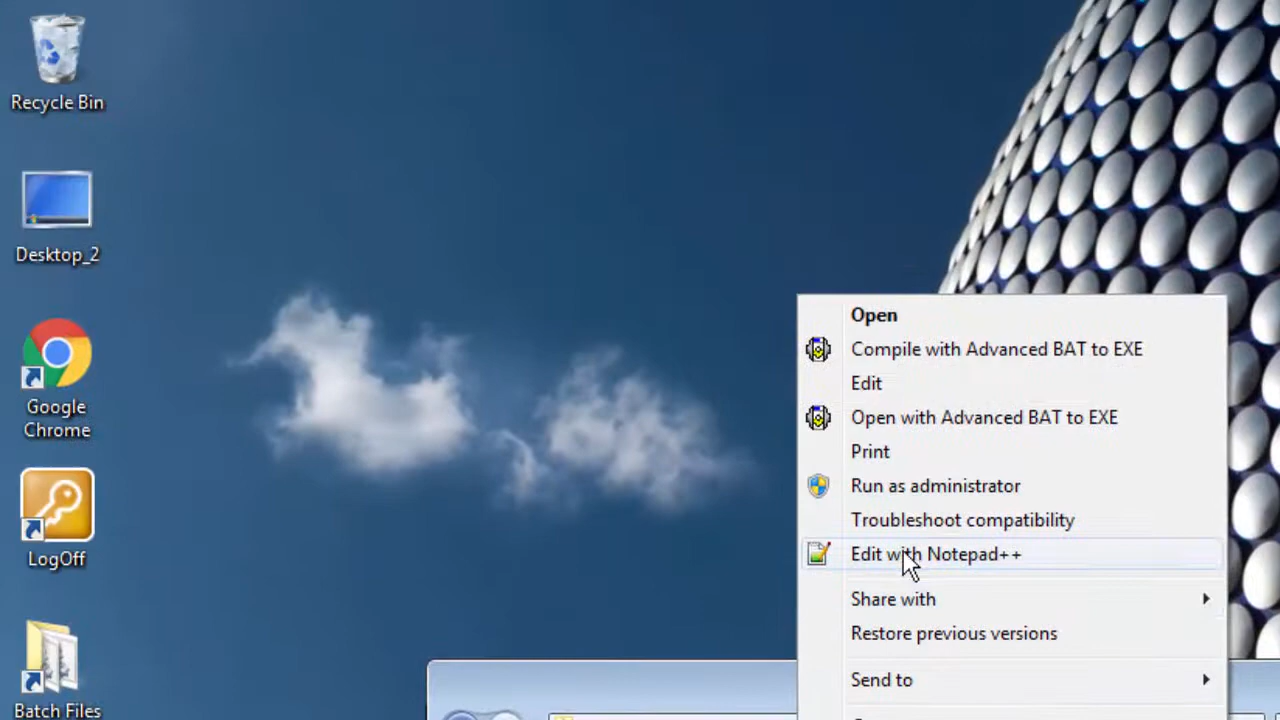 Recycle Bin
Desktop_2
Google
Chrome
LogOff
Batch Files
Open
Compile with Advanced BAT to EXE
Edit
Open with Advanced BAT to EXE
Print
Run as administrator
Troubleshoot compatibility
Edit with Notepad++
Share with
Restore previous versions
Send to